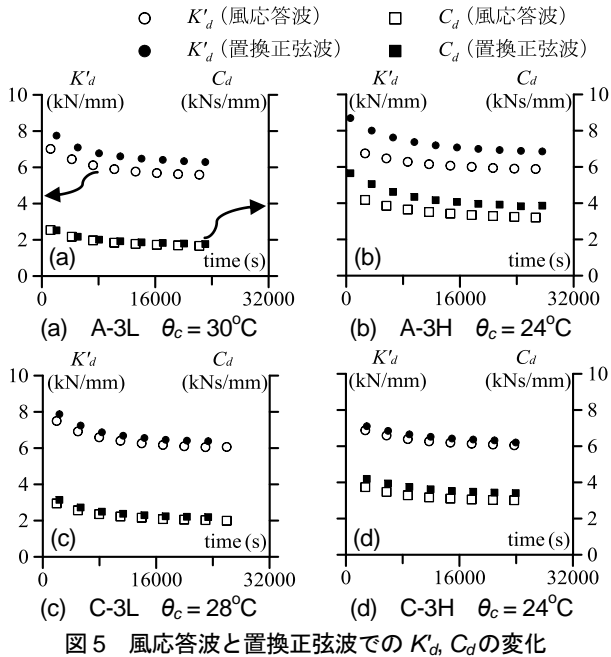 ○ K'd (風応答波) □ Cd (風応答波)
● K'd (置換正弦波) ■ Cd (置換正弦波)
K'd Cd
(kN/mm) (kNs/mm)
10
8
6
4
2
0
(a) time (s)
0 16000 32000
(a) A-3L θc = 30°C
K'd Cd
(kN/mm) (kNs/mm)
10
8
6
4
2
0
(b) time (s)
0 16000 32000
(b) A-3H θc = 24°C
K'd Cd
(kN/mm) (kNs/mm)
10
8
6
4
2
0
(c) time (s)
0 16000 32000
(c) C-3L θc = 28°C
K'd Cd
(kN/mm) (kNs/mm)
10
8
6
4
2
0
(d) time (s)
0 16000 32000
(d) C-3H θc = 24°C
図5 風応答波と置換正弦波での K'd, Cdの変化